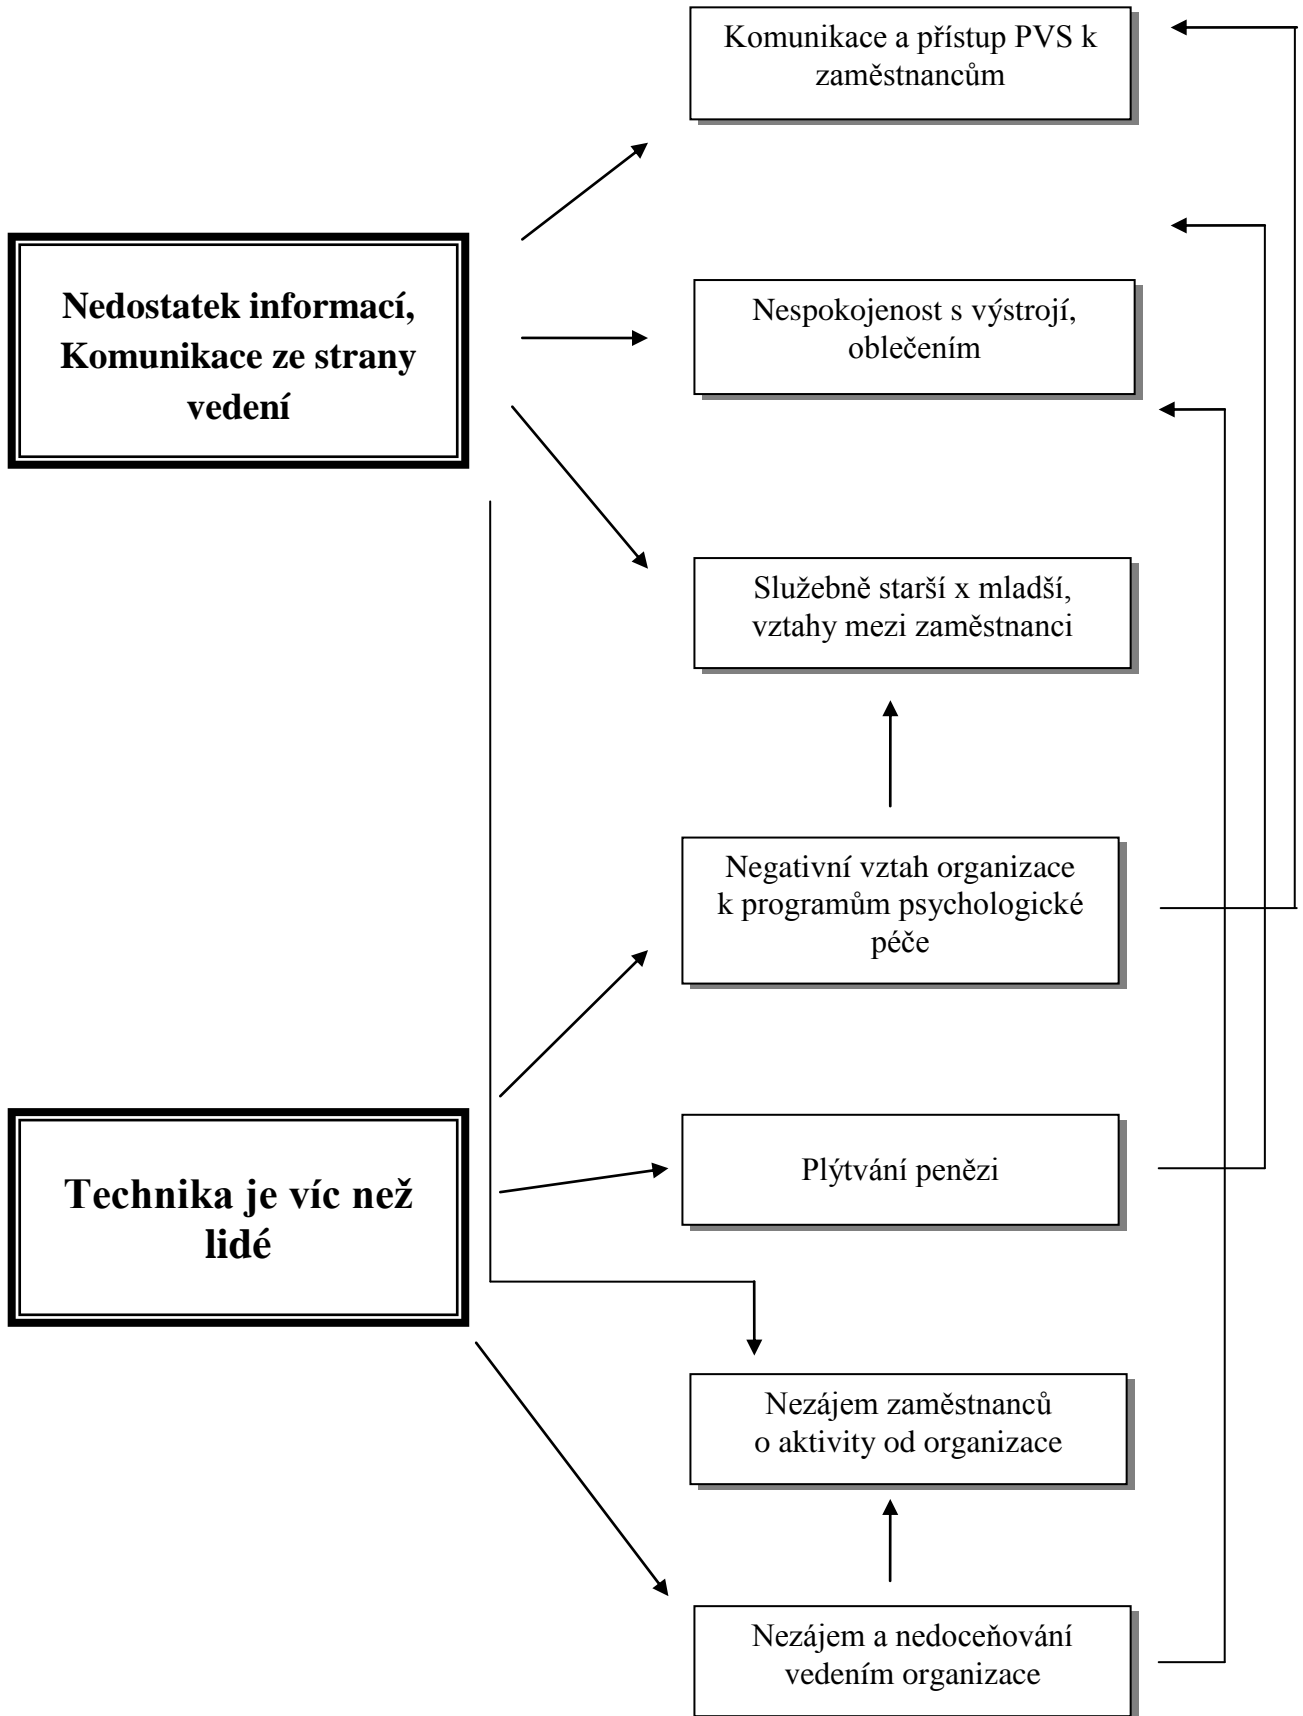 Komunikace a přístup PVS k
zaměstnancům
Nedostatek informací,
Komunikace ze strany
vedení
Nespokojenost s výstrojí,
oblečením
Služebně starší x mladší,
vztahy mezi zaměstnanci
Negativní vztah organizace
k programům psychologické
péče
Technika je víc než
lidé
Plýtvání penězi
Nezájem zaměstnanců
o aktivity od organizace
Nezájem a nedoceňování
vedením organizace